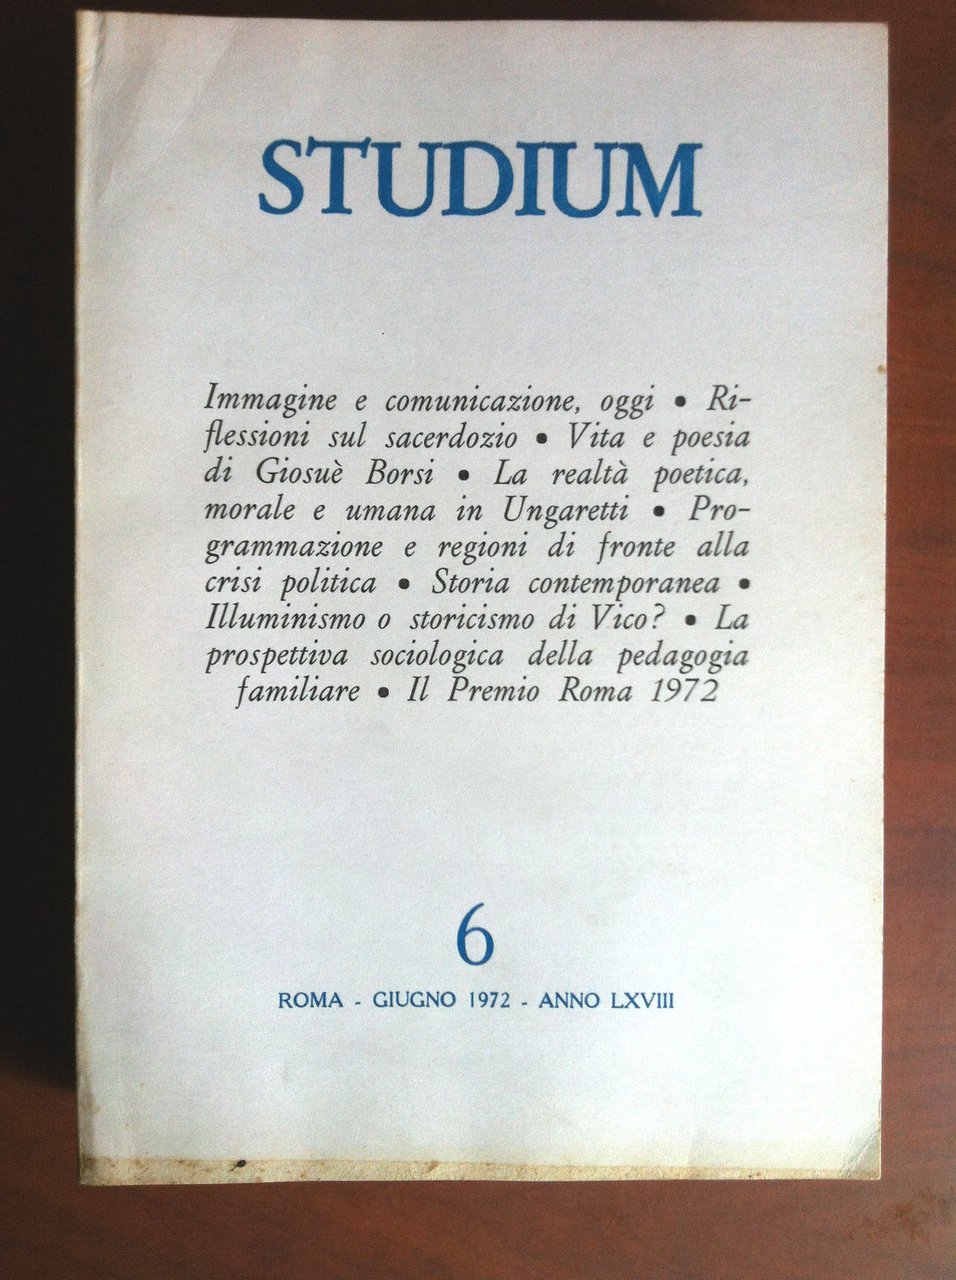 STUDIUM
Immagine e comunicazione, oggi • Ri-
flessioni sul sacerdozio • Vita e poesia
di Giosuè Borsi • La realtà poetica,
morale e umana in Ungaretti • Pro-
grammazione e regioni di fronte alla
crisi politica • Storia contemporanea •
Illuminismo o storicismo di Vico? • La
prospettiva sociologica della pedagogia
familiare • Il Premio Roma 1972
6
ROMA - GIUGNO 1972 - ANNO LXVIII